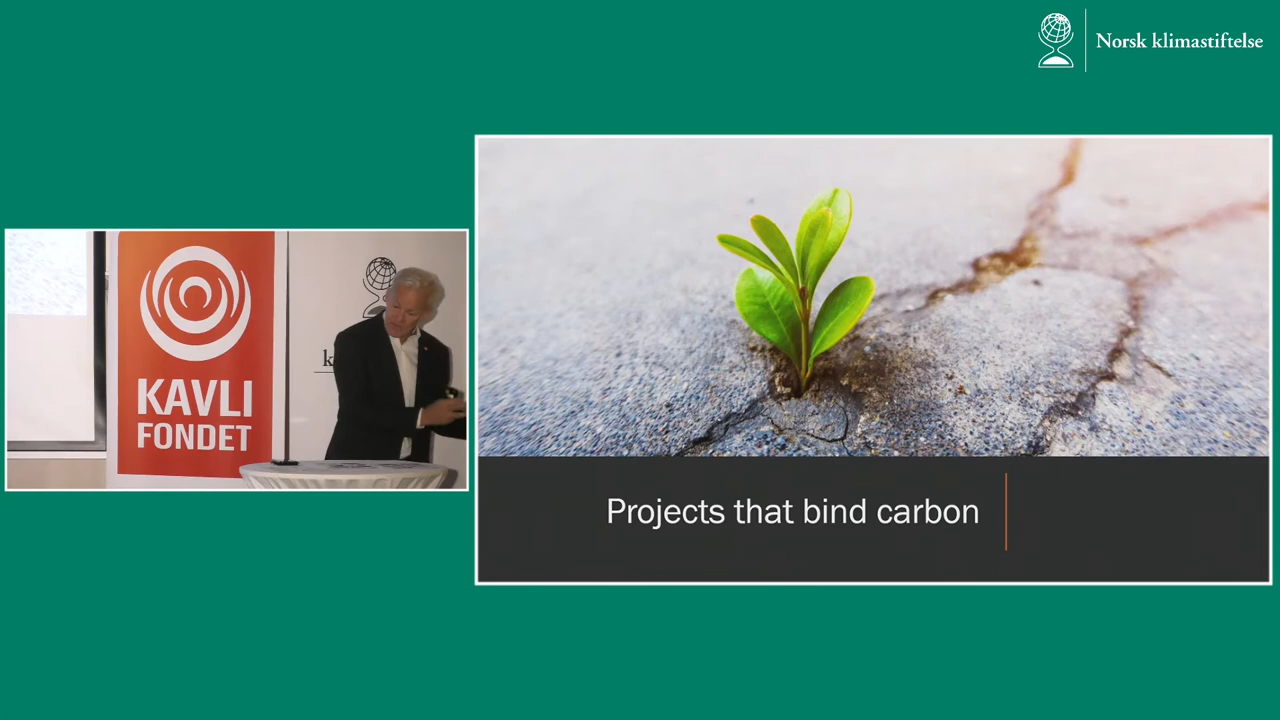 Norsk klimastiftelse
KAVLI
FONDET
k
Projects that bind carbon